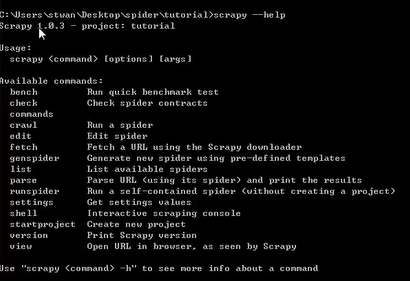 C:\Users\stwan\Desktop\spider\tutorial>scrapy --help
Scrapy 1.0.3 - project: tutorial
Usage:
scrapy <command> [options] [args]
Available commands:
bench Run quick benchmark test
check Check spider contracts
commands
crawl Run a spider
edit Edit spider
fetch Fetch a URL using the Scrapy downloader
genspider Generate new spider using pre-defined templates
list List available spiders
parse Parse URL (using its spider) and print the results
runspider Run a self-contained spider (without creating a project)
settings Get settings values
shell Interactive scraping console
startproject Create new project
version Print Scrapy version
view Open URL in browser, as seen by Scrapy
Use "scrapy <command> -h" to see more info about a command